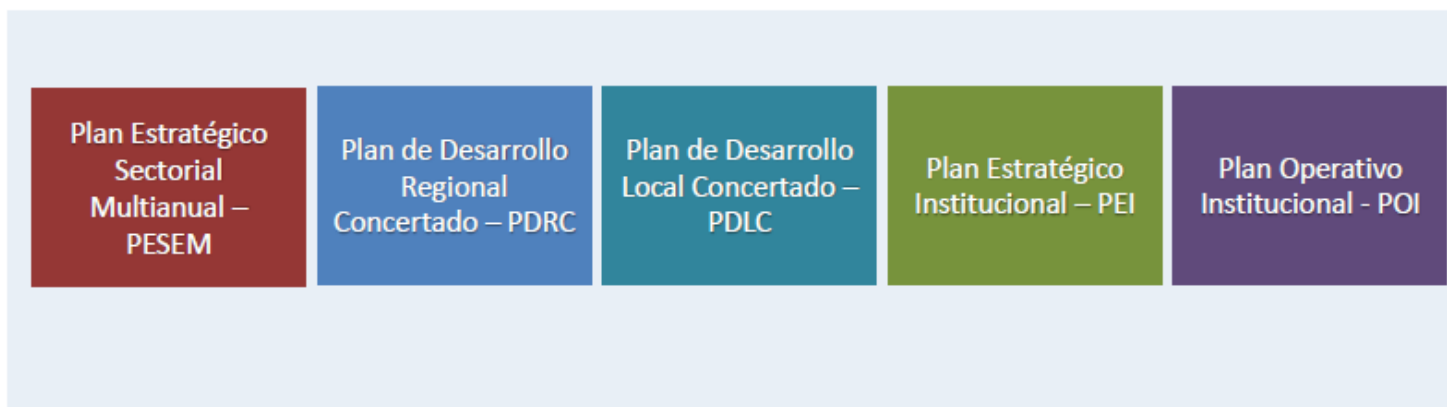 Plan Estratégico
Sectorial
Multianual –
PESEM
Plan de Desarrollo
Regional
Concertado – PDRC
Plan de Desarrollo
Local Concertado –
PDLC
Plan Estratégico
Institucional – PEI
Plan Operativo
Institucional - POI